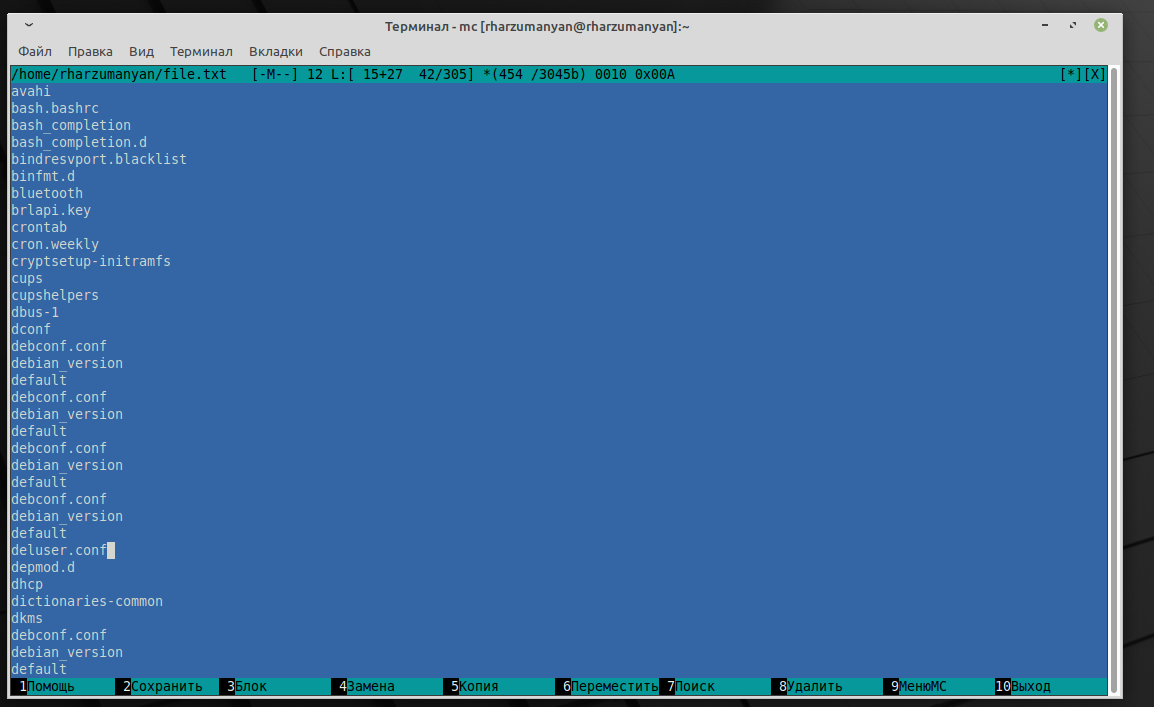 Терминал - mc [rharzumanyan@rharzumanyan]:~
Файл Правка Вид Терминал Вкладки Справка
/home/rharzumanyan/file.txt [-M--] 12 L:[ 15+27 42/305] *(454 /3045b) 0010 0x00A [*][X]
avahi
bash.bashrc
bash_completion
bash_completion.d
bindresvport.blacklist
binfmt.d
bluetooth
brlapi.key
crontab
cron.weekly
cryptsetup-initramfs
cups
cupshelpers
dbus-1
dconf
debconf.conf
debian_version
default
debconf.conf
debian_version
default
debconf.conf
debian_version
default
debconf.conf
debian_version
default
deluser.conf
depmod.d
dhcp
dictionaries-common
dkms
debconf.conf
debian_version
default
1Помощь 2Сохранить 3Блок 4Замена 5Копия 6Переместить 7Поиск 8Удалить 9МенюMC 10Выход